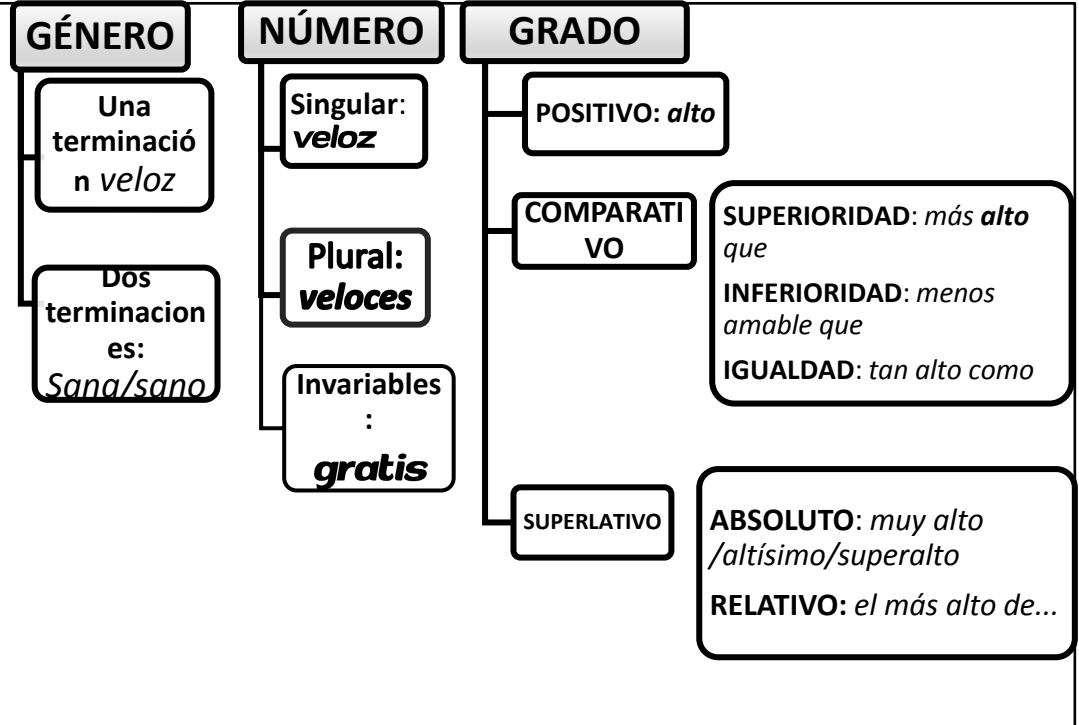 GÉNERO
Una
terminació
n veloz
Dos
terminacion
es:
Sana/sano
NÚMERO
Singular:
veloz
Plural:
veloces
Invariables
:
gratis
GRADO
POSITIVO: alto
COMPARATI
VO
SUPERIORIDAD: más alto
que
INFERIORIDAD: menos
amable que
IGUALDAD: tan alto como
SUPERLATIVO
ABSOLUTO: muy alto
/altísimo/superalto
RELATIVO: el más alto de...